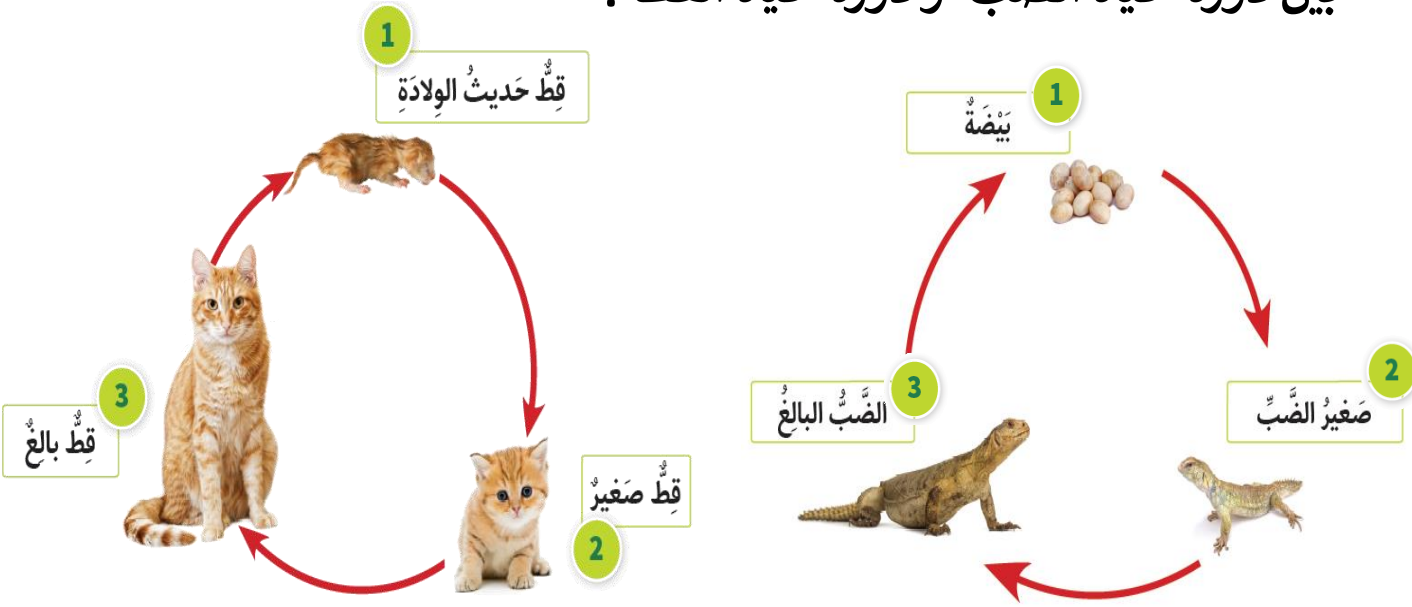 1
بَيْضَةٌ
2
صَغيرُ الضَّبِّ
3
الضَّبُّ البالِغُ
1
قِطٌّ حَديثُ الوِلادَةِ
2
قِطٌّ صَغيرٌ
3
قِطٌّ بالِغٌ